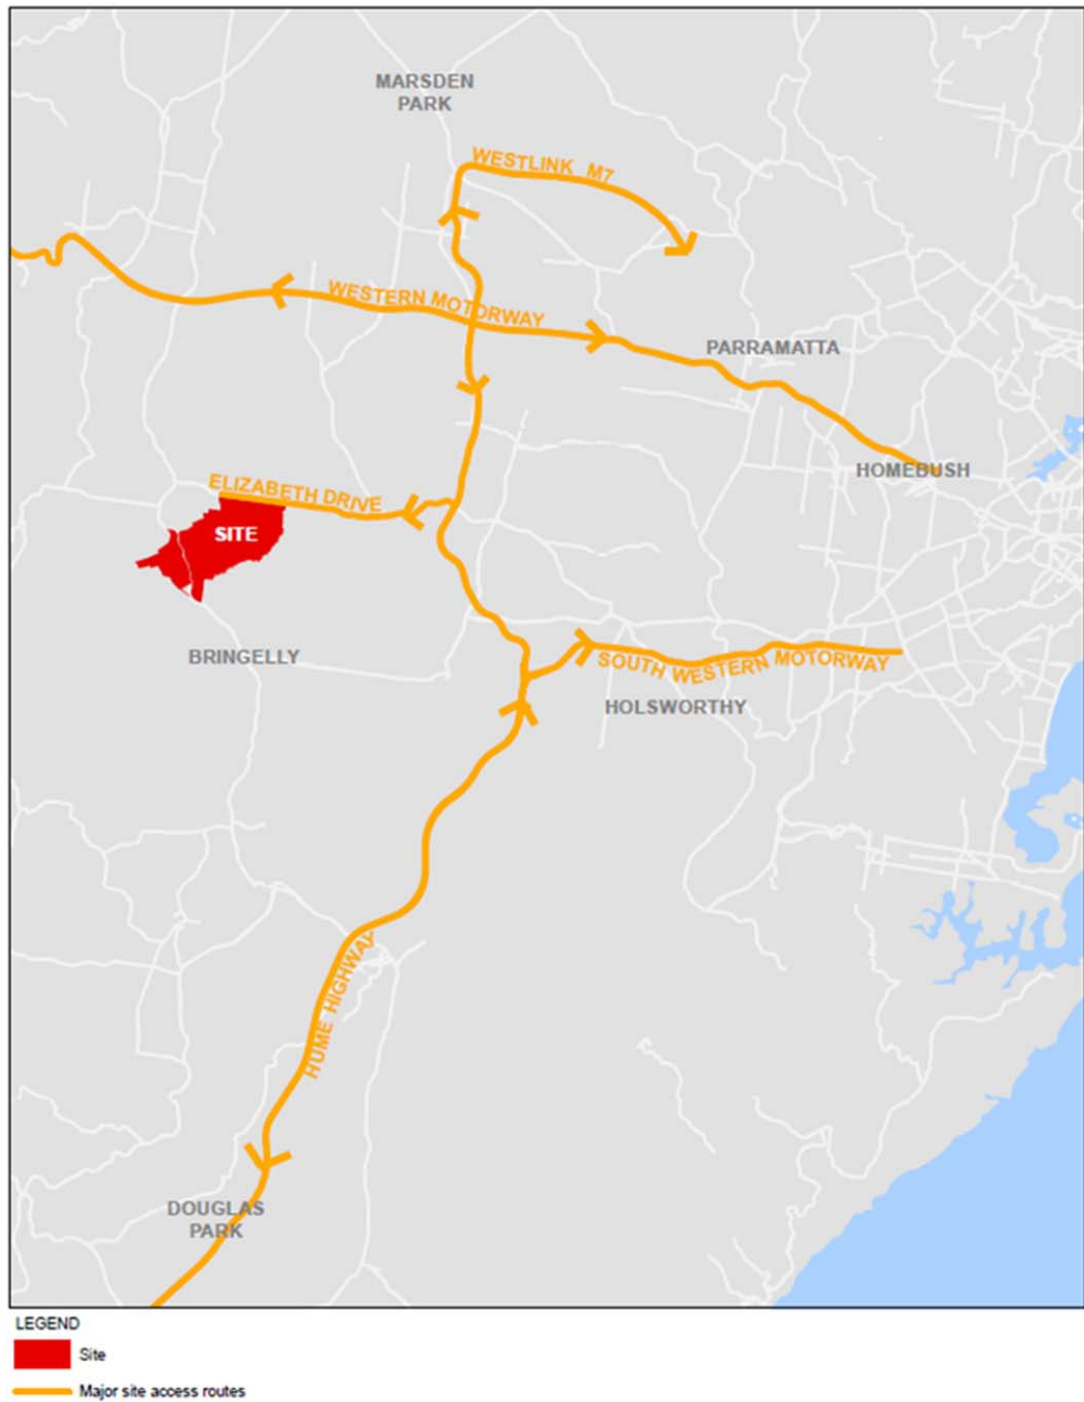 MARSDEN
PARK
WESTLINK M7
WESTERN MOTORWAY
PARRAMATTA
HOMEBUSH
ELIZABETH DRIVE
SITE
BRINGELLY
SOUTH WESTERN MOTORWAY
HOLSWORTHY
HUME HIGHWAY
DOUGLAS
PARK
LEGEND
Site
Major site access routes